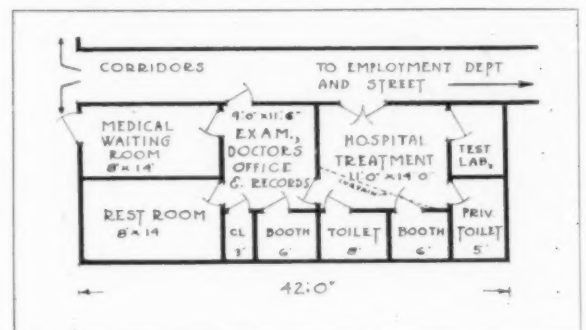 CORRIDORS
TO EMPLOYMENT DEPT
AND STREET
MEDICAL
WAITING
ROOM
8' x 14'
9'0" x 11'6"
EXAM.,
DOCTORS
OFFICE
& RECORDS
HOSPITAL
TREATMENT
11'0" x 14'0"
TEST
LAB.
REST ROOM
8' x 14
CL
3'
BOOTH
6'
TOILET
8'
BOOTH
6'
PRIV.
TOILET
5'
42'0"